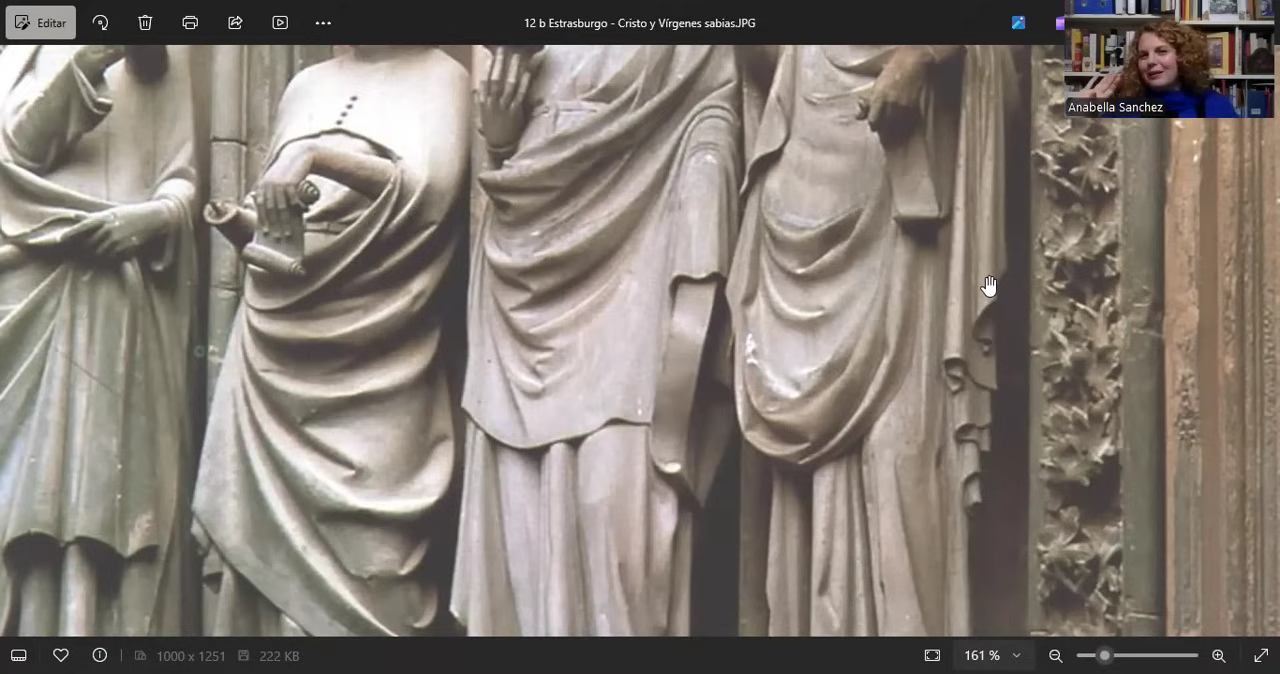 Editar
12 b Estrasburgo - Cristo y Vírgenes sabias.JPG
Anabella Sanchez
1000 x 1251
222 KB
161 %